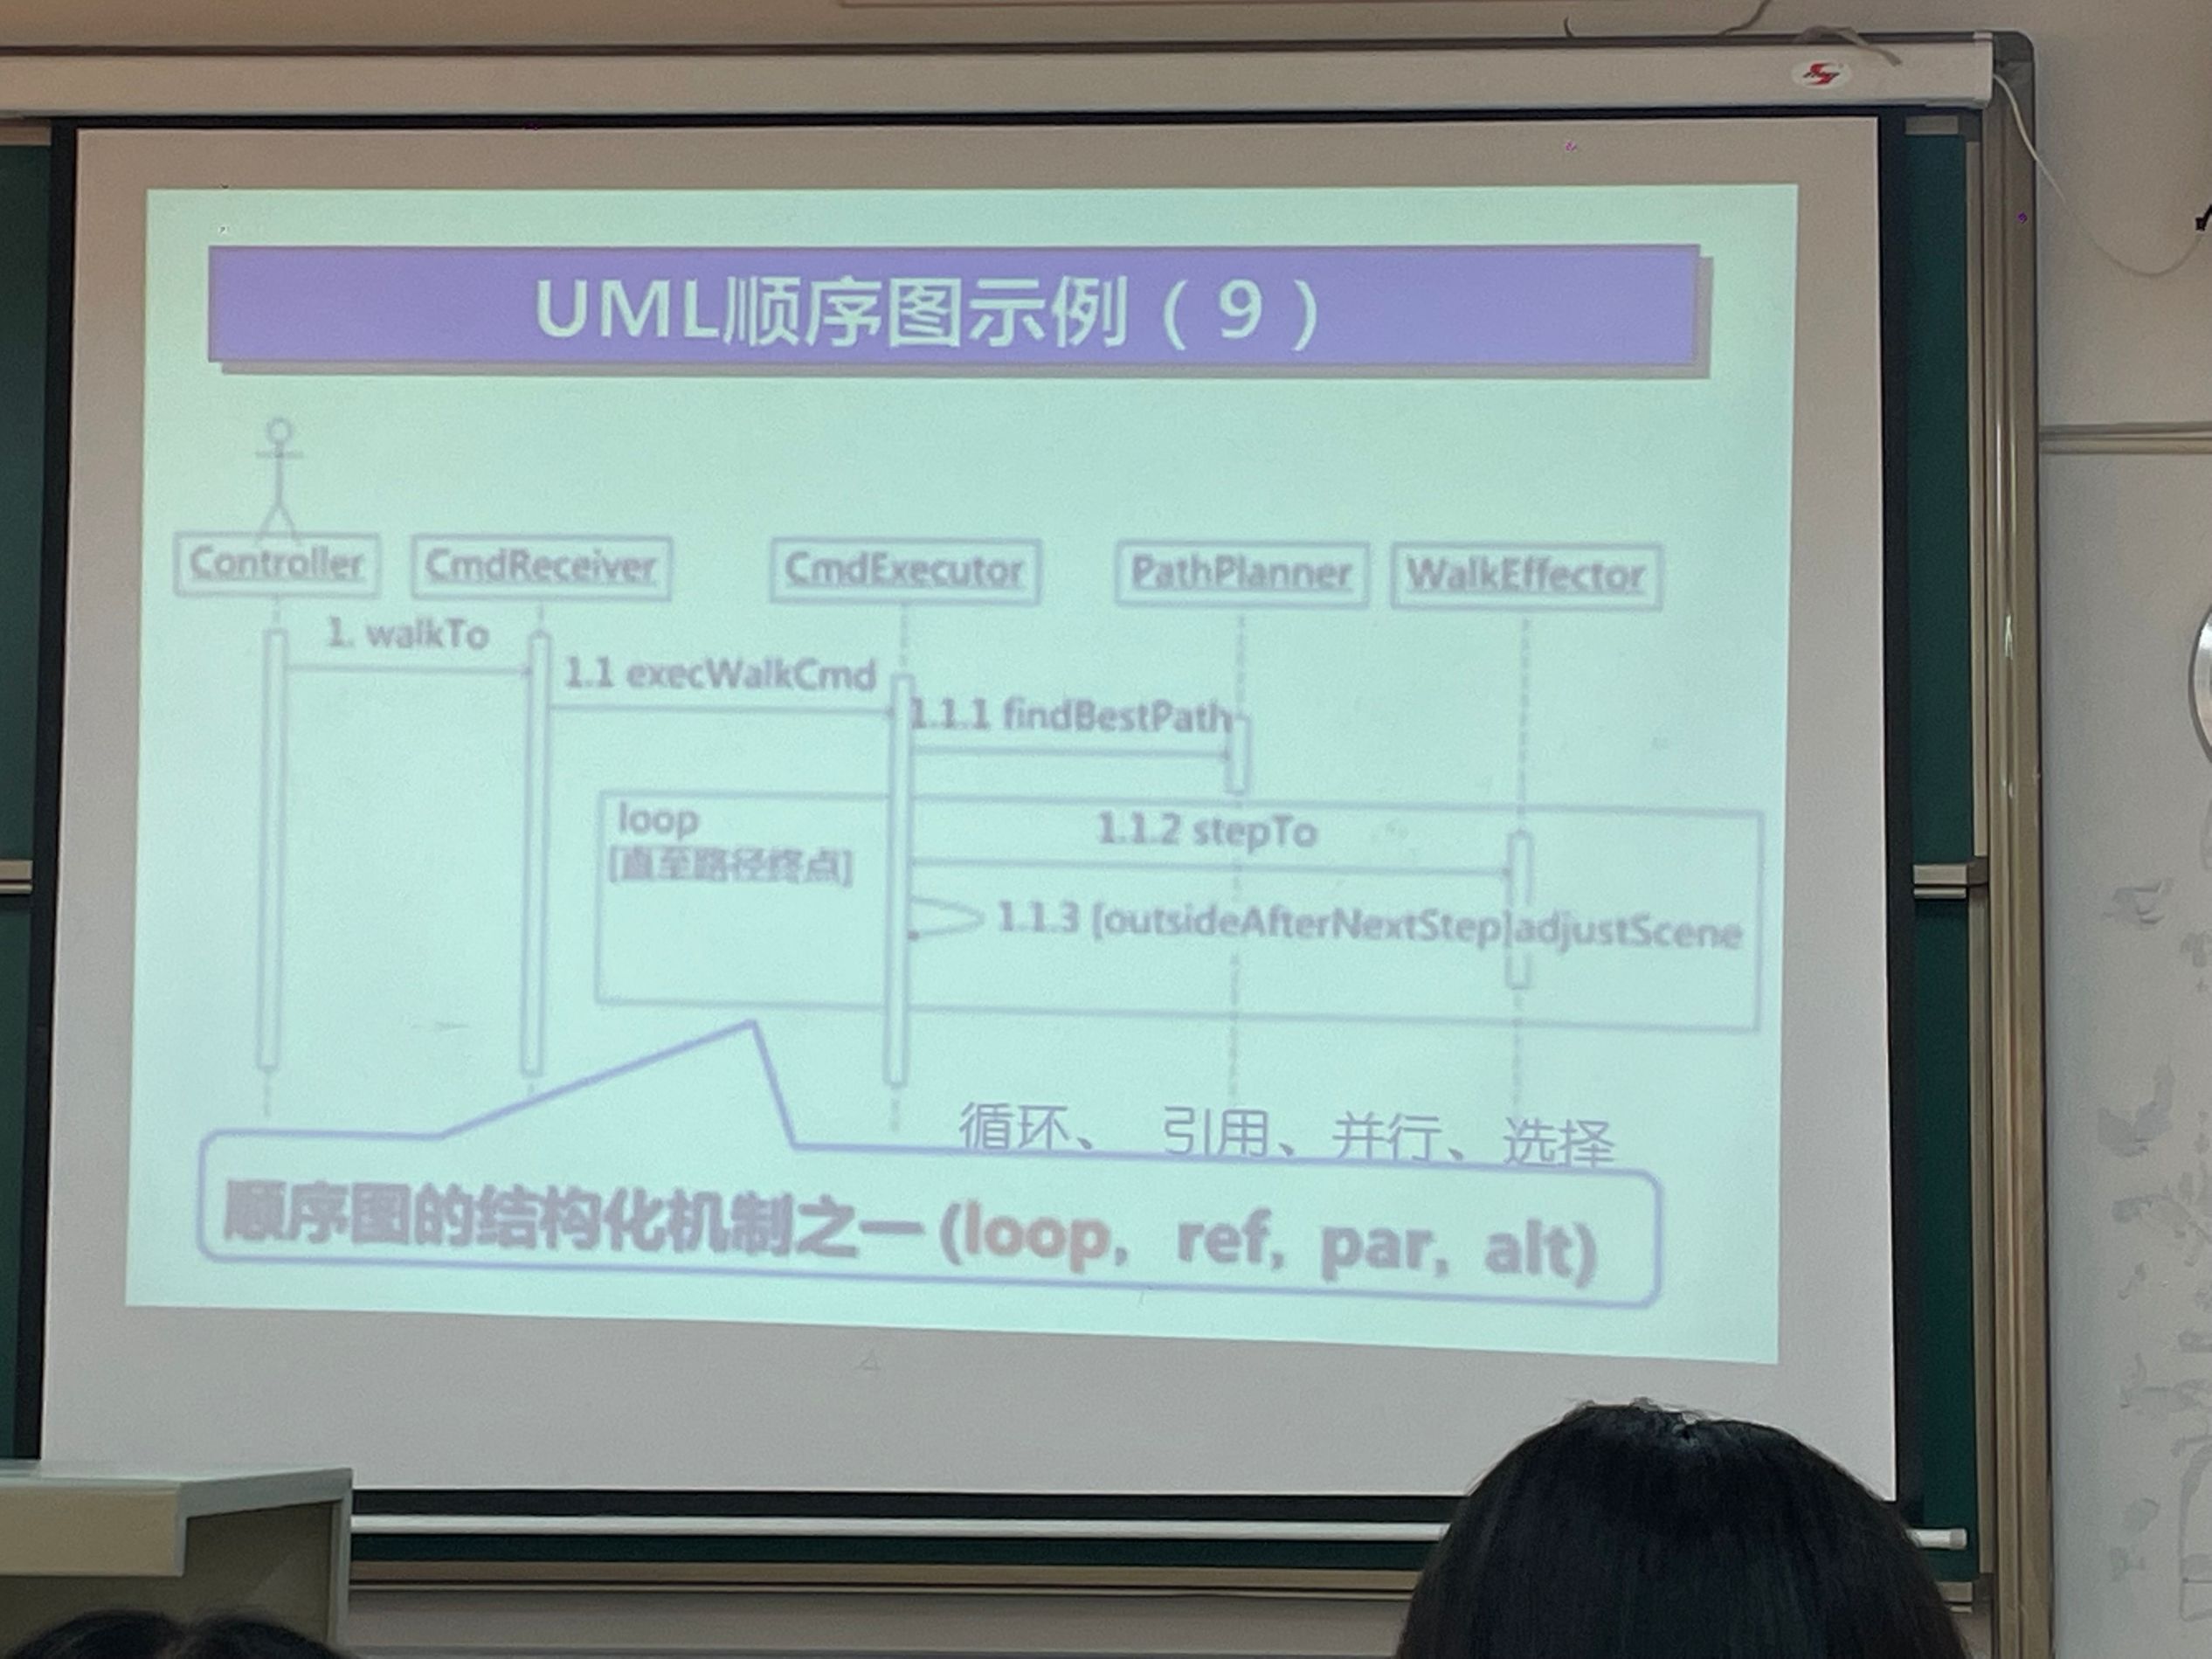 UML顺序图示例（9）
Controller
CmdReceiver
CmdExecutor
PathPlanner
WalkEffector
1. walkTo
1.1 execWalkCmd
1.1.1 findBestPath
loop
[直至路径终点]
1.1.2 stepTo
1.1.3 [outsideAfterNextStep]adjustScene
循环、 引用、并行、选择
顺序图的结构化机制之一 (loop, ref, par, alt)